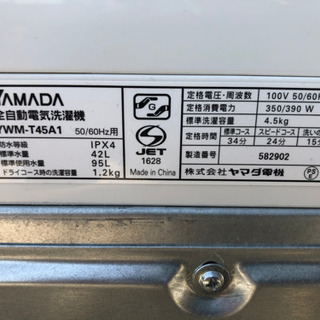 YAMADA
全自動電気洗濯機
YWM-T45A1 50/60Hz用
防水等級 IPX4
標準水量 42L
標準使用水量 95L
ドライコース時の洗濯容量 1.2kg
G
JET
1628
Made in China
定格電圧・周波数 100V 50/60H
定格消費電力 350/390 W
標準洗濯容量 4.5kg
定格時間 標準コース スピードコース
34分 24分 15分
製造番号 582902
株式会社 ヤマダ電機
PS
E